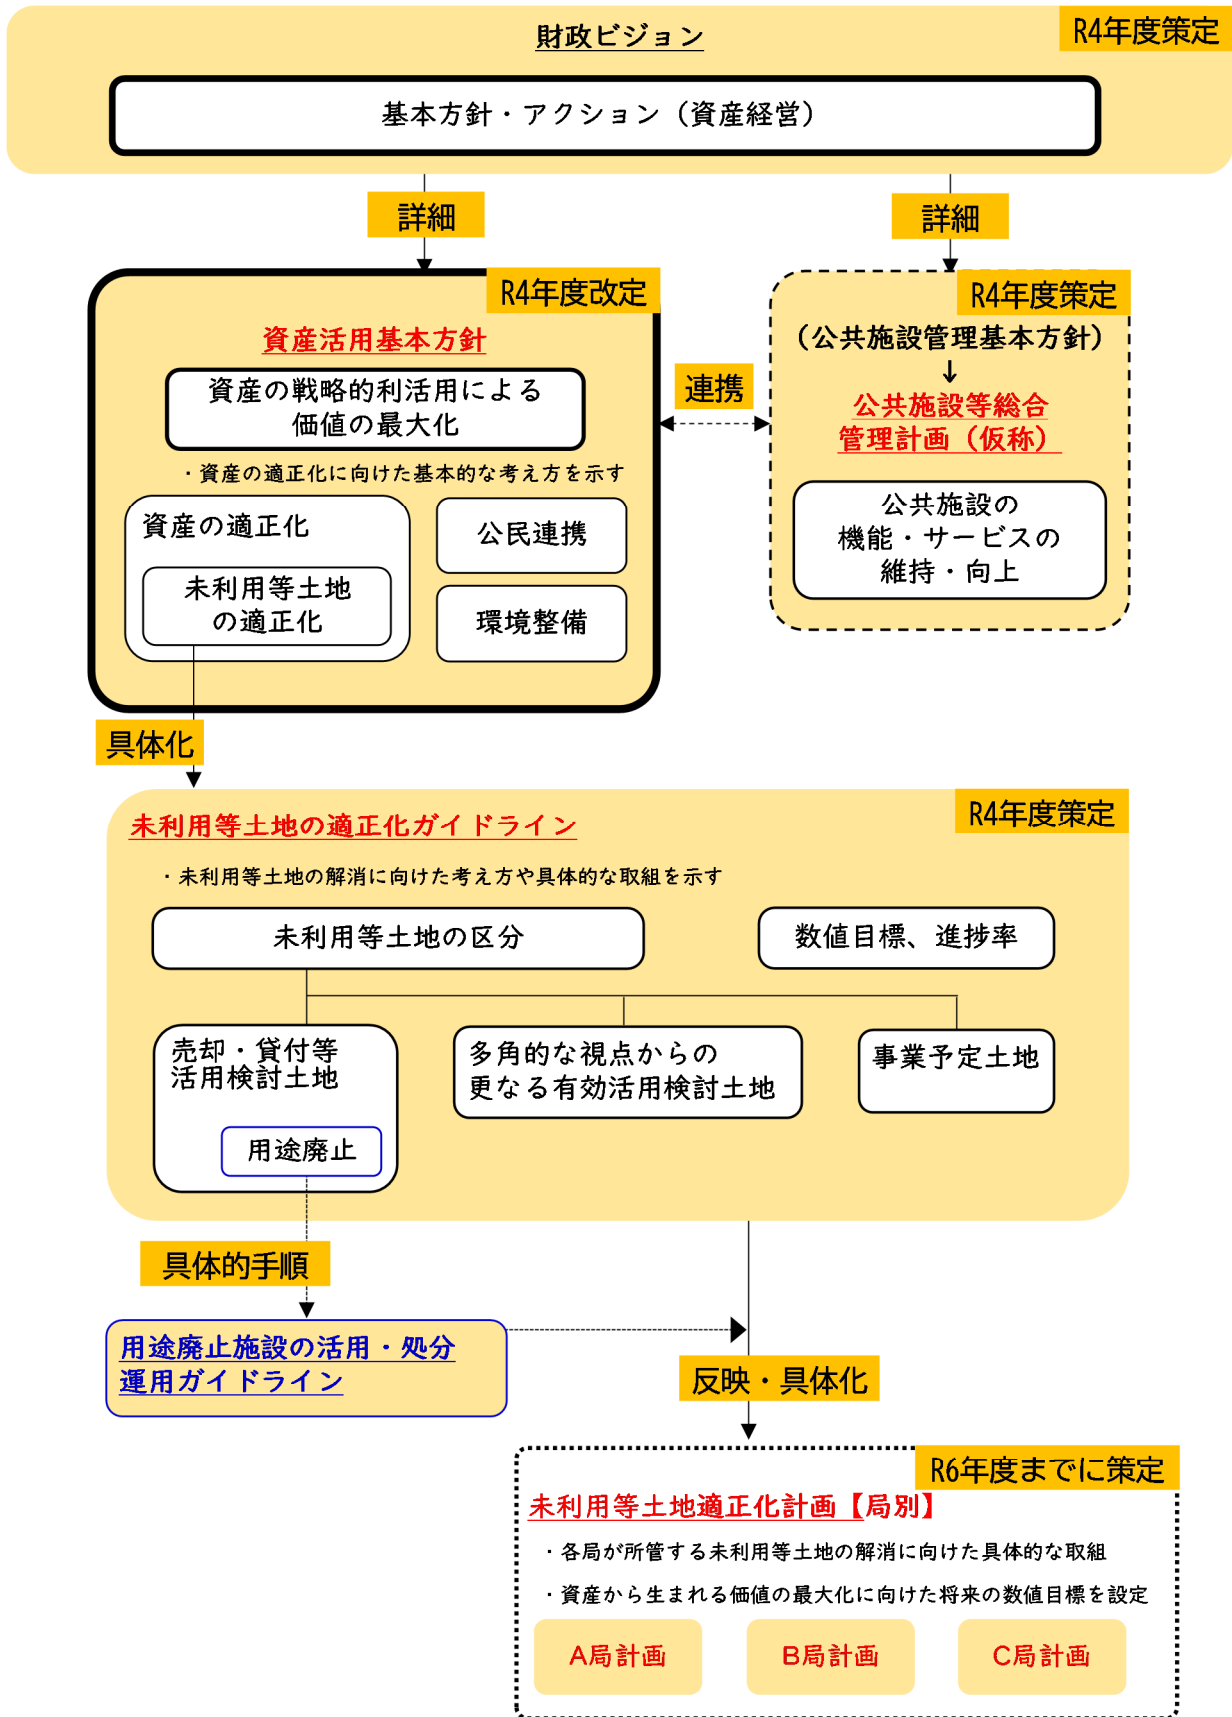 財政ビジョン
R4年度策定
基本方針・アクション（資産経営）
詳細
詳細
R4年度改定
資産活用基本方針
資産の戦略的利活用による
価値の最大化
・資産の適正化に向けた基本的な考え方を示す
資産の適正化
未利用等土地
の適正化
公民連携
環境整備
連携
R4年度策定
（公共施設管理基本方針）
↓
公共施設等総合
管理計画（仮称）
公共施設の
機能・サービスの
維持・向上
具体化
R4年度策定
未利用等土地の適正化ガイドライン
・未利用等土地の解消に向けた考え方や具体的な取組を示す
未利用等土地の区分
数値目標、進捗率
売却・貸付等
活用検討土地
用途廃止
多角的な視点からの
更なる有効活用検討土地
事業予定土地
具体的手順
用途廃止施設の活用・処分
運用ガイドライン
反映・具体化
R6年度までに策定
未利用等土地適正化計画【局別】
・各局が所管する未利用等土地の解消に向けた具体的な取組
・資産から生まれる価値の最大化に向けた将来の数値目標を設定
A局計画
B局計画
C局計画